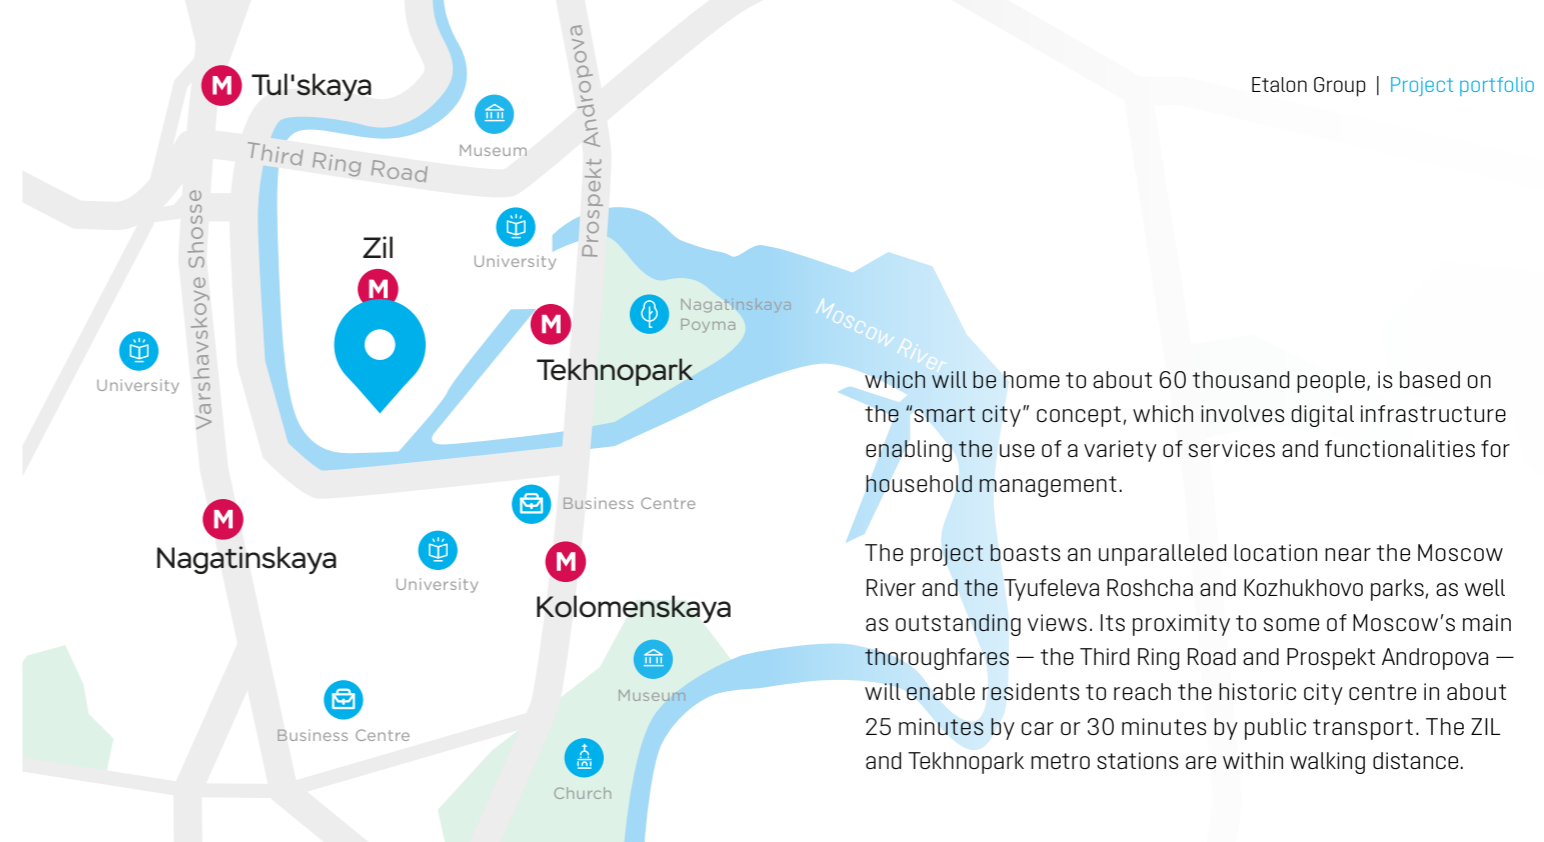 Etalon Group | Project portfolio
M Tul'skaya
Museum
Third Ring Road
Prospekt Andropova
Varshavskoye Shosse
Zil
M
University
M
Tekhnopark
Nagatinskaya
Poyma
Moscow River
University
M
Nagatinskaya
Business Centre
University
M
Kolomenskaya
Museum
Business Centre
Church
which will be home to about 60 thousand people, is based on
the “smart city” concept, which involves digital infrastructure
enabling the use of a variety of services and functionalities for
household management.
The project boasts an unparalleled location near the Moscow
River and the Tyufeleva Roshcha and Kozhukhovo parks, as well
as outstanding views. Its proximity to some of Moscow’s main
thoroughfares — the Third Ring Road and Prospekt Andropova —
will enable residents to reach the historic city centre in about
25 minutes by car or 30 minutes by public transport. The ZIL
and Tekhnopark metro stations are within walking distance.